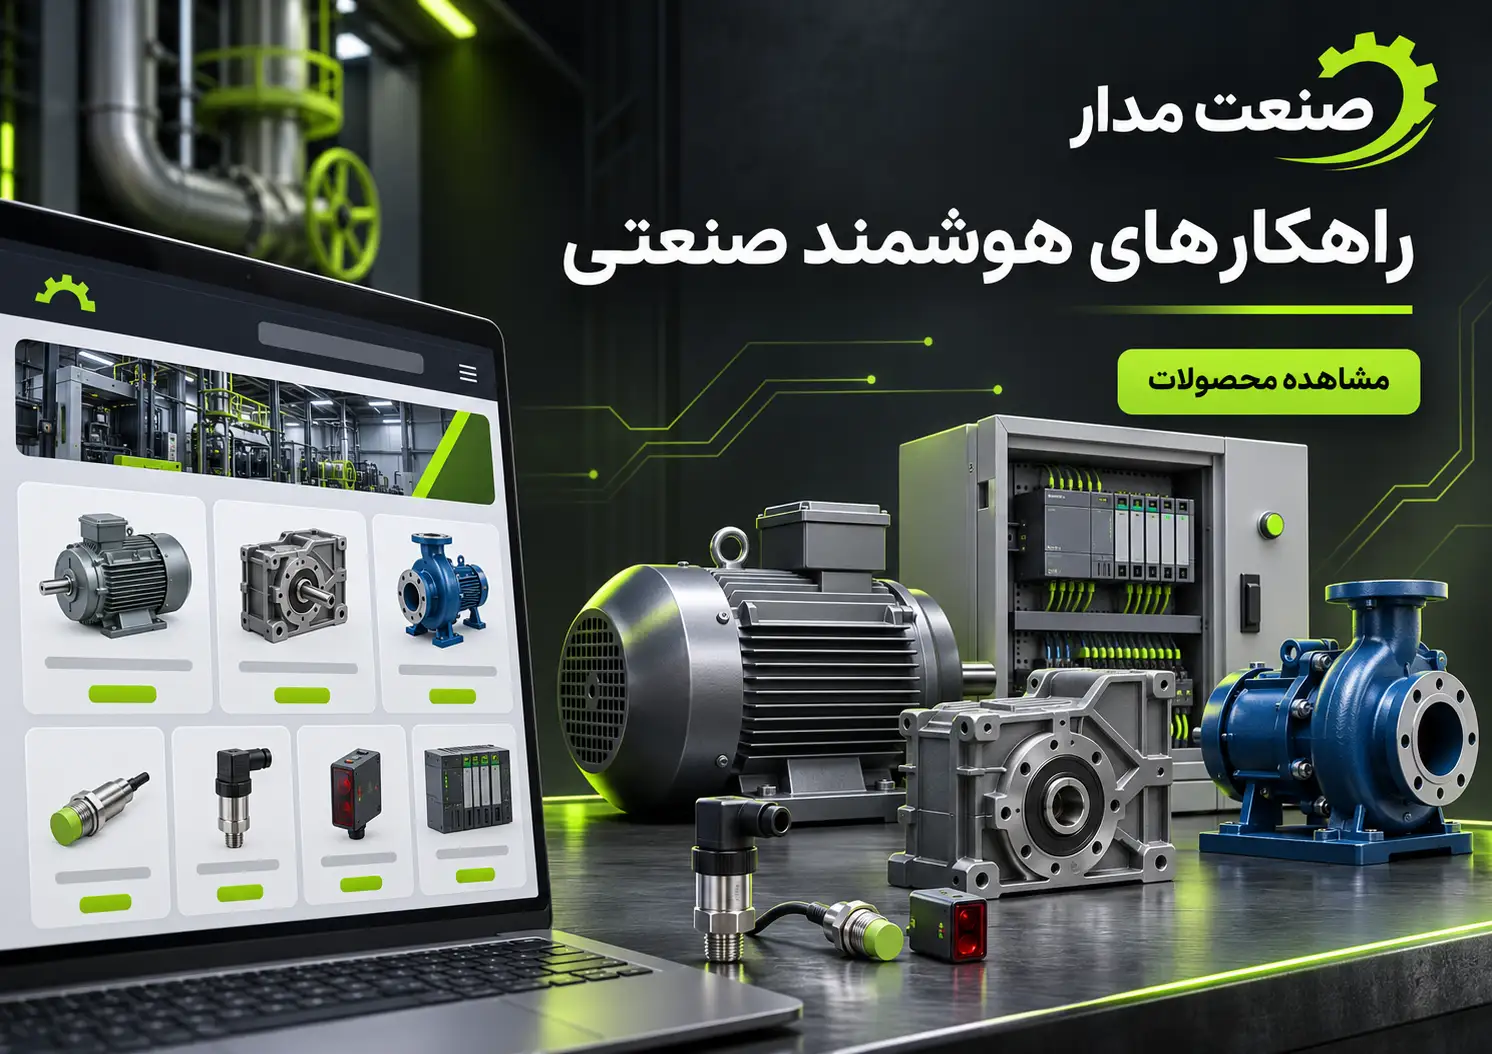 صنعت مدار
راهکارهای هوشمند صنعتی
مشاهده محصولات